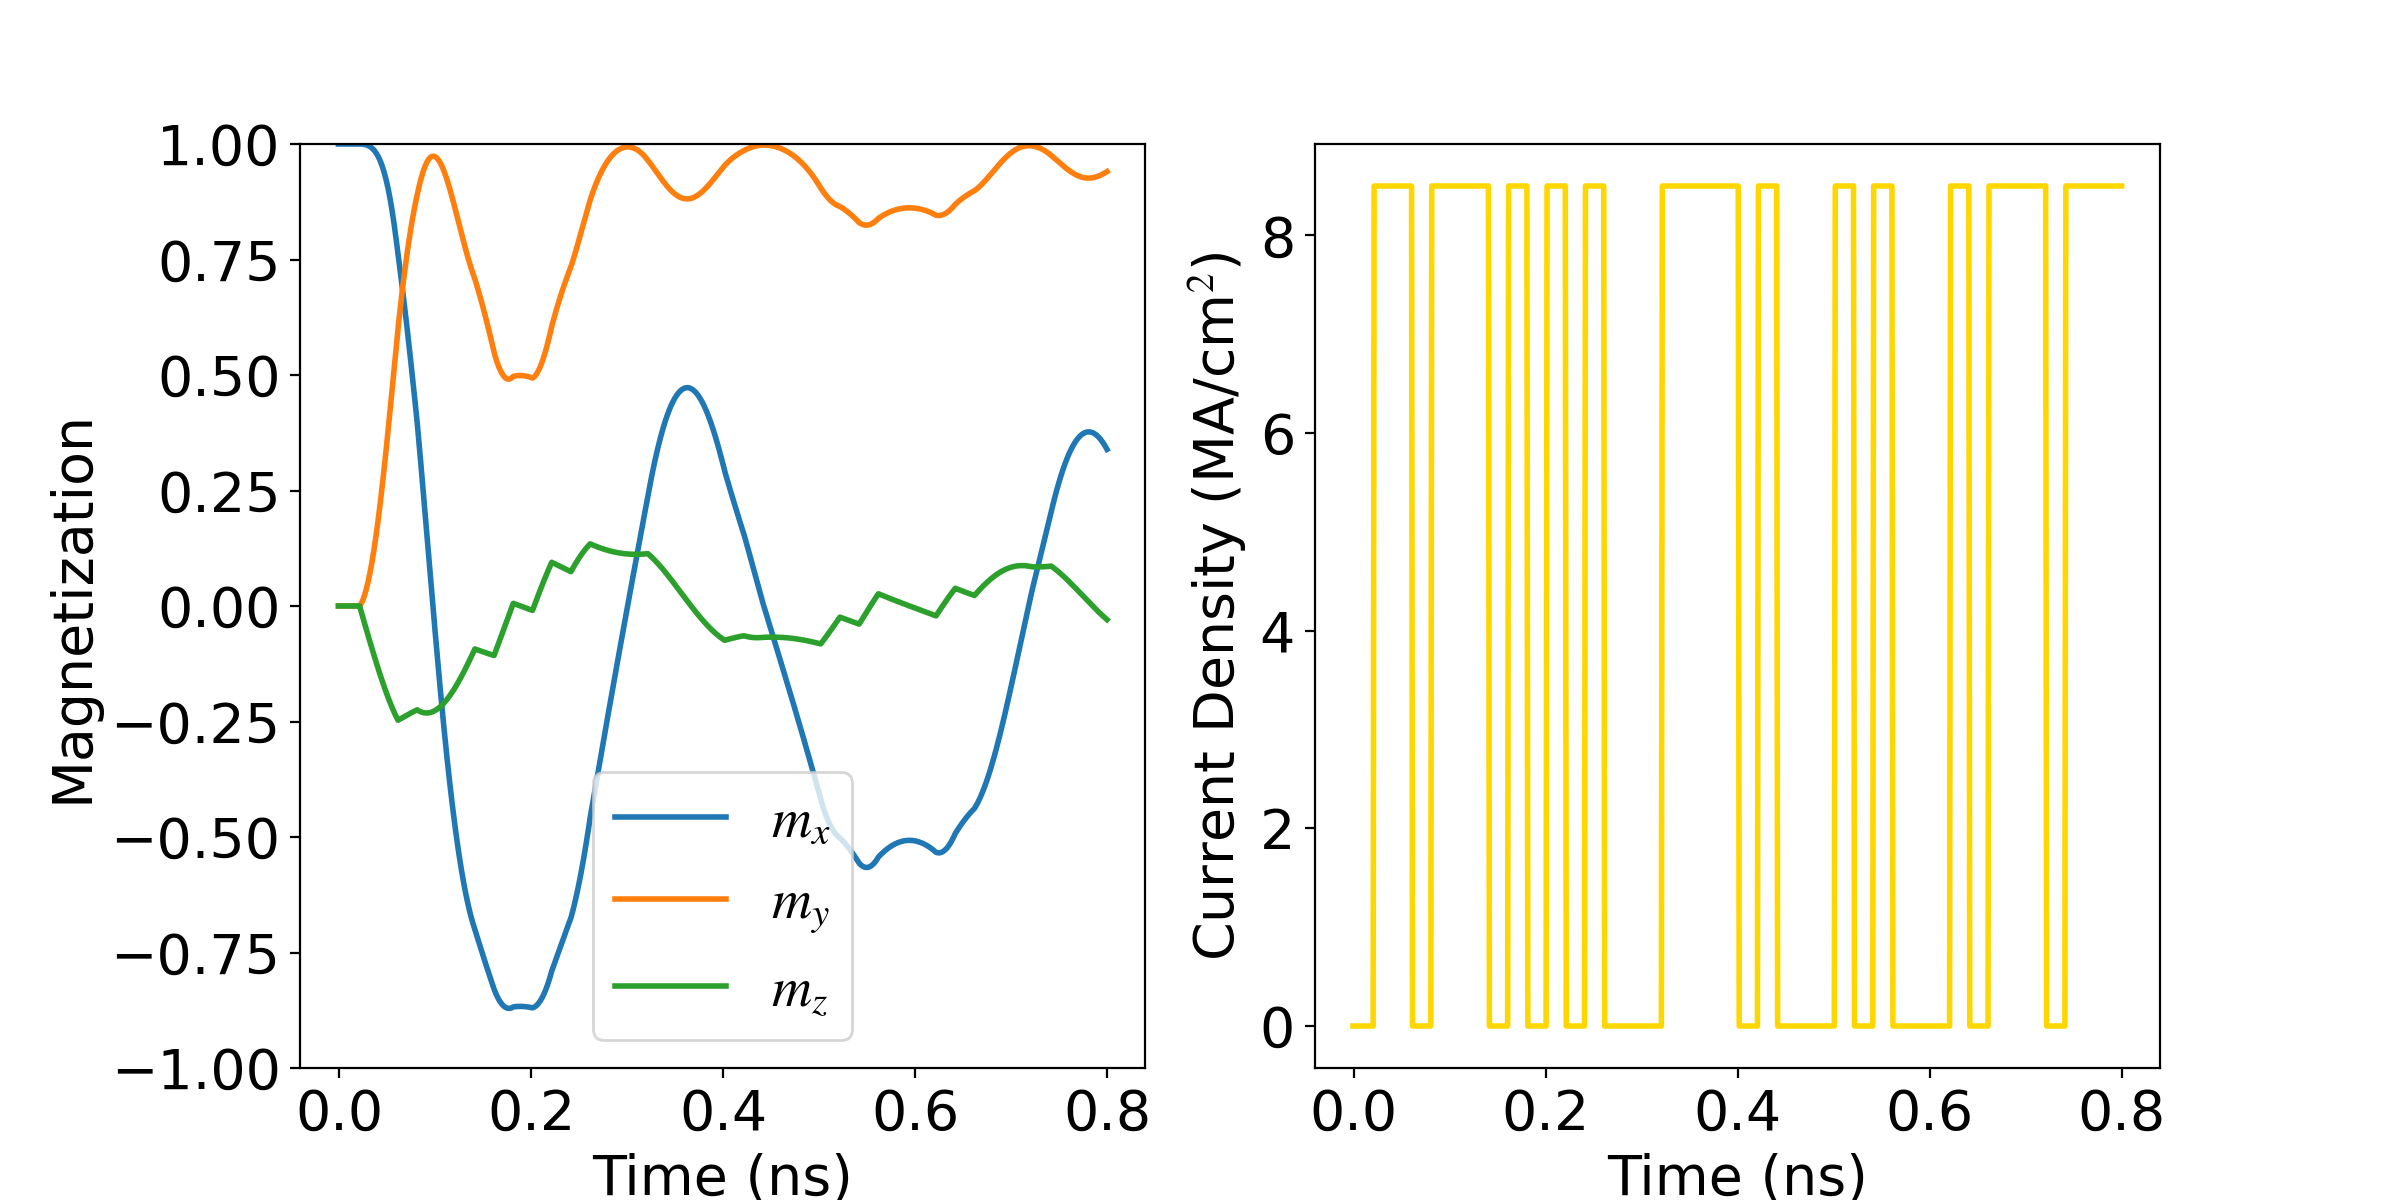 1.00
0.75
0.50
0.25
0.00
−0.25
−0.50
−0.75
−1.00
Magnetization
0.0 0.2 0.4 0.6 0.8
Time (ns)
m_x
m_y
m_z
8
6
4
2
0
Current Density (MA/cm²)
0.0 0.2 0.4 0.6 0.8
Time (ns)